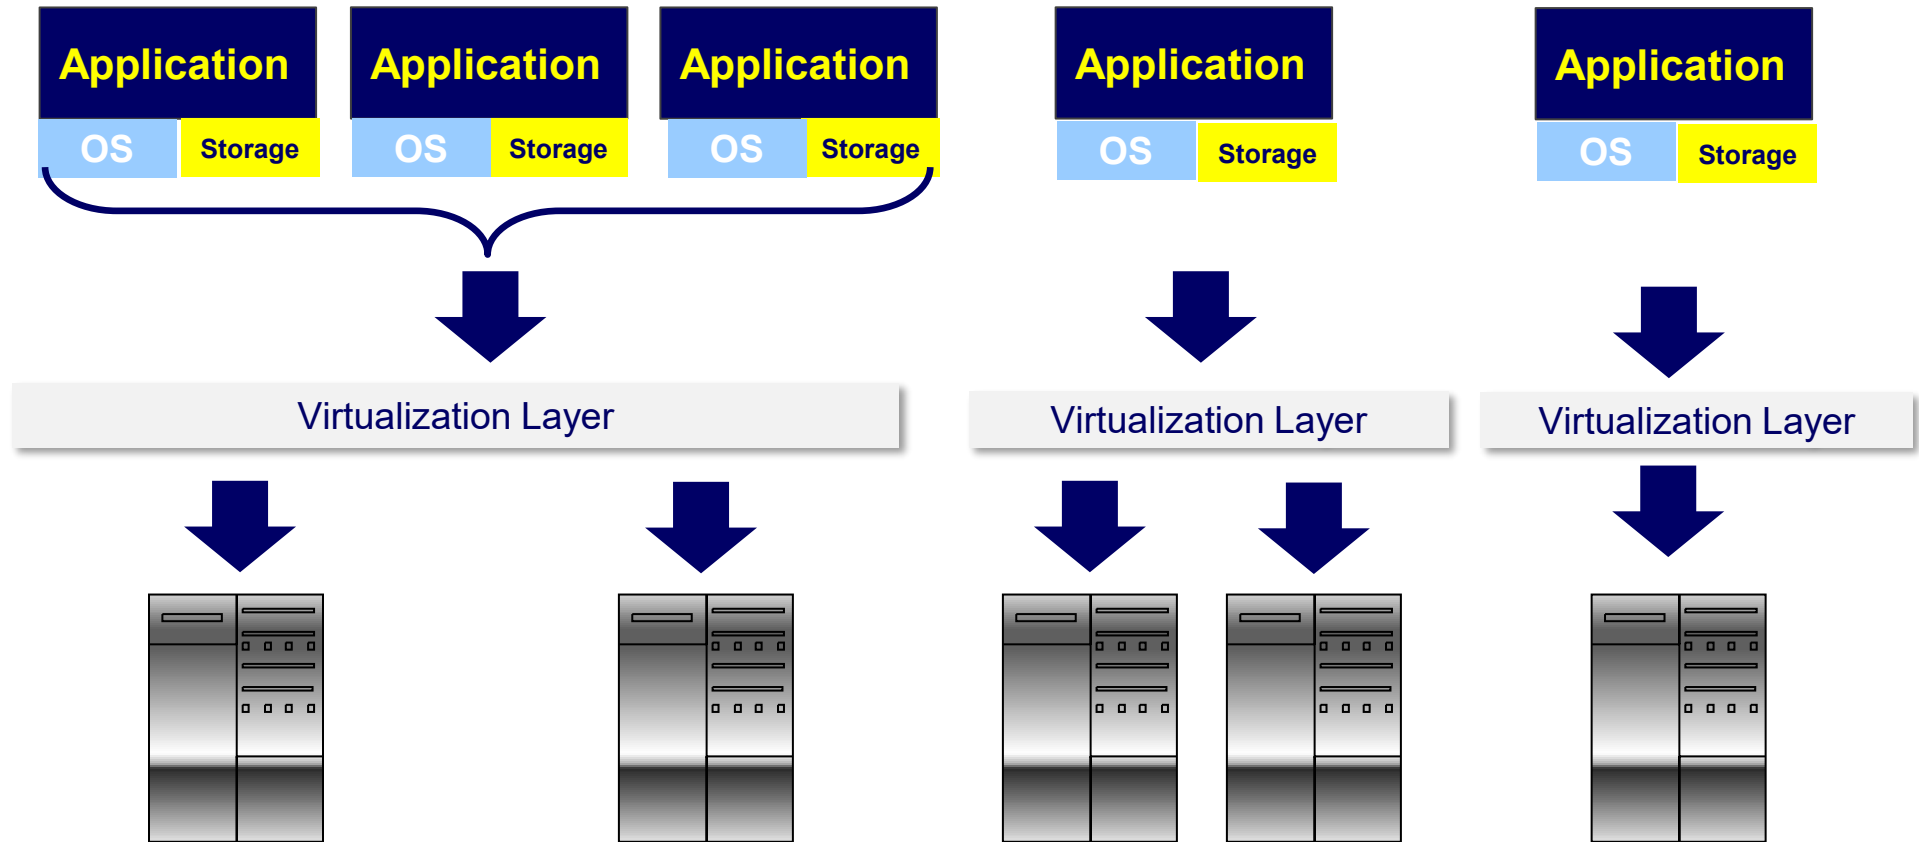 Application
Application
Application
Application
Application
OS
Storage
OS
Storage
OS
Storage
OS
Storage
OS
Storage
Virtualization Layer
Virtualization Layer
Virtualization Layer